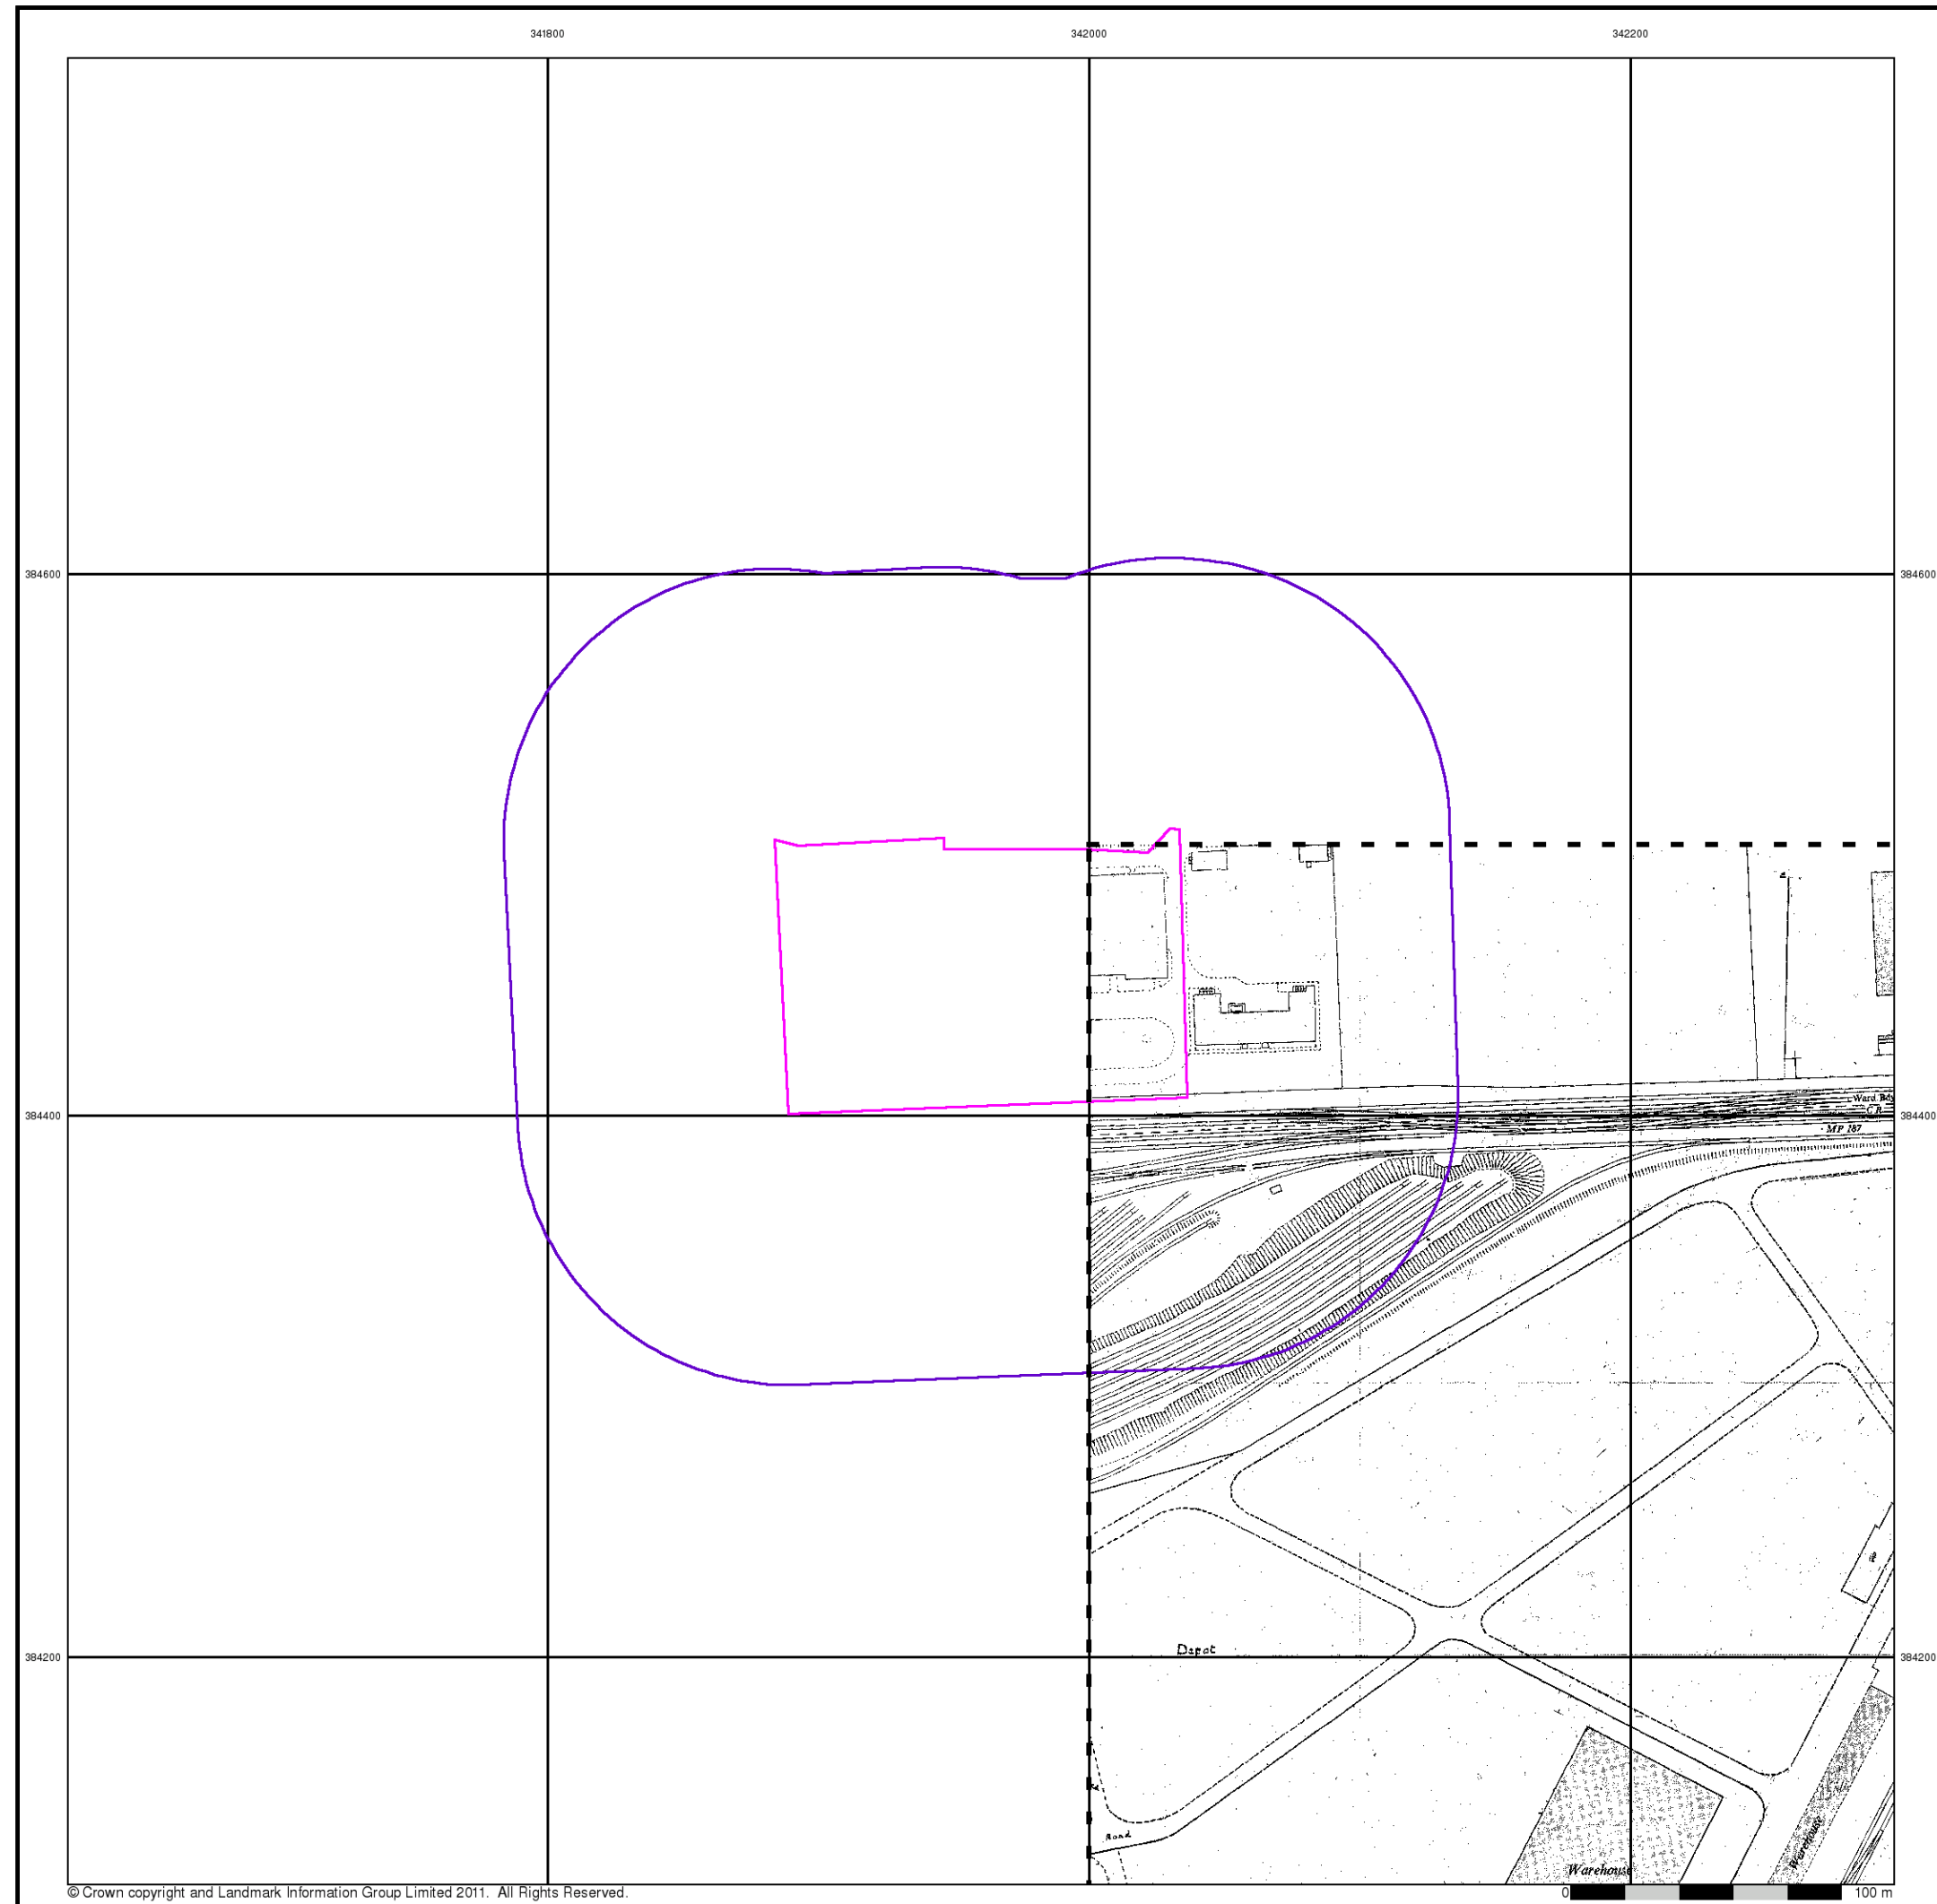 341800 342000 342200
384600 384600
384400 384400
Ward Bdy
C R
MP 187
Depot
384200 384200
Road
Warehouse
Warehouse
© Crown copyright and Landmark Information Group Limited 2011. All Rights Reserved.
0 100 m